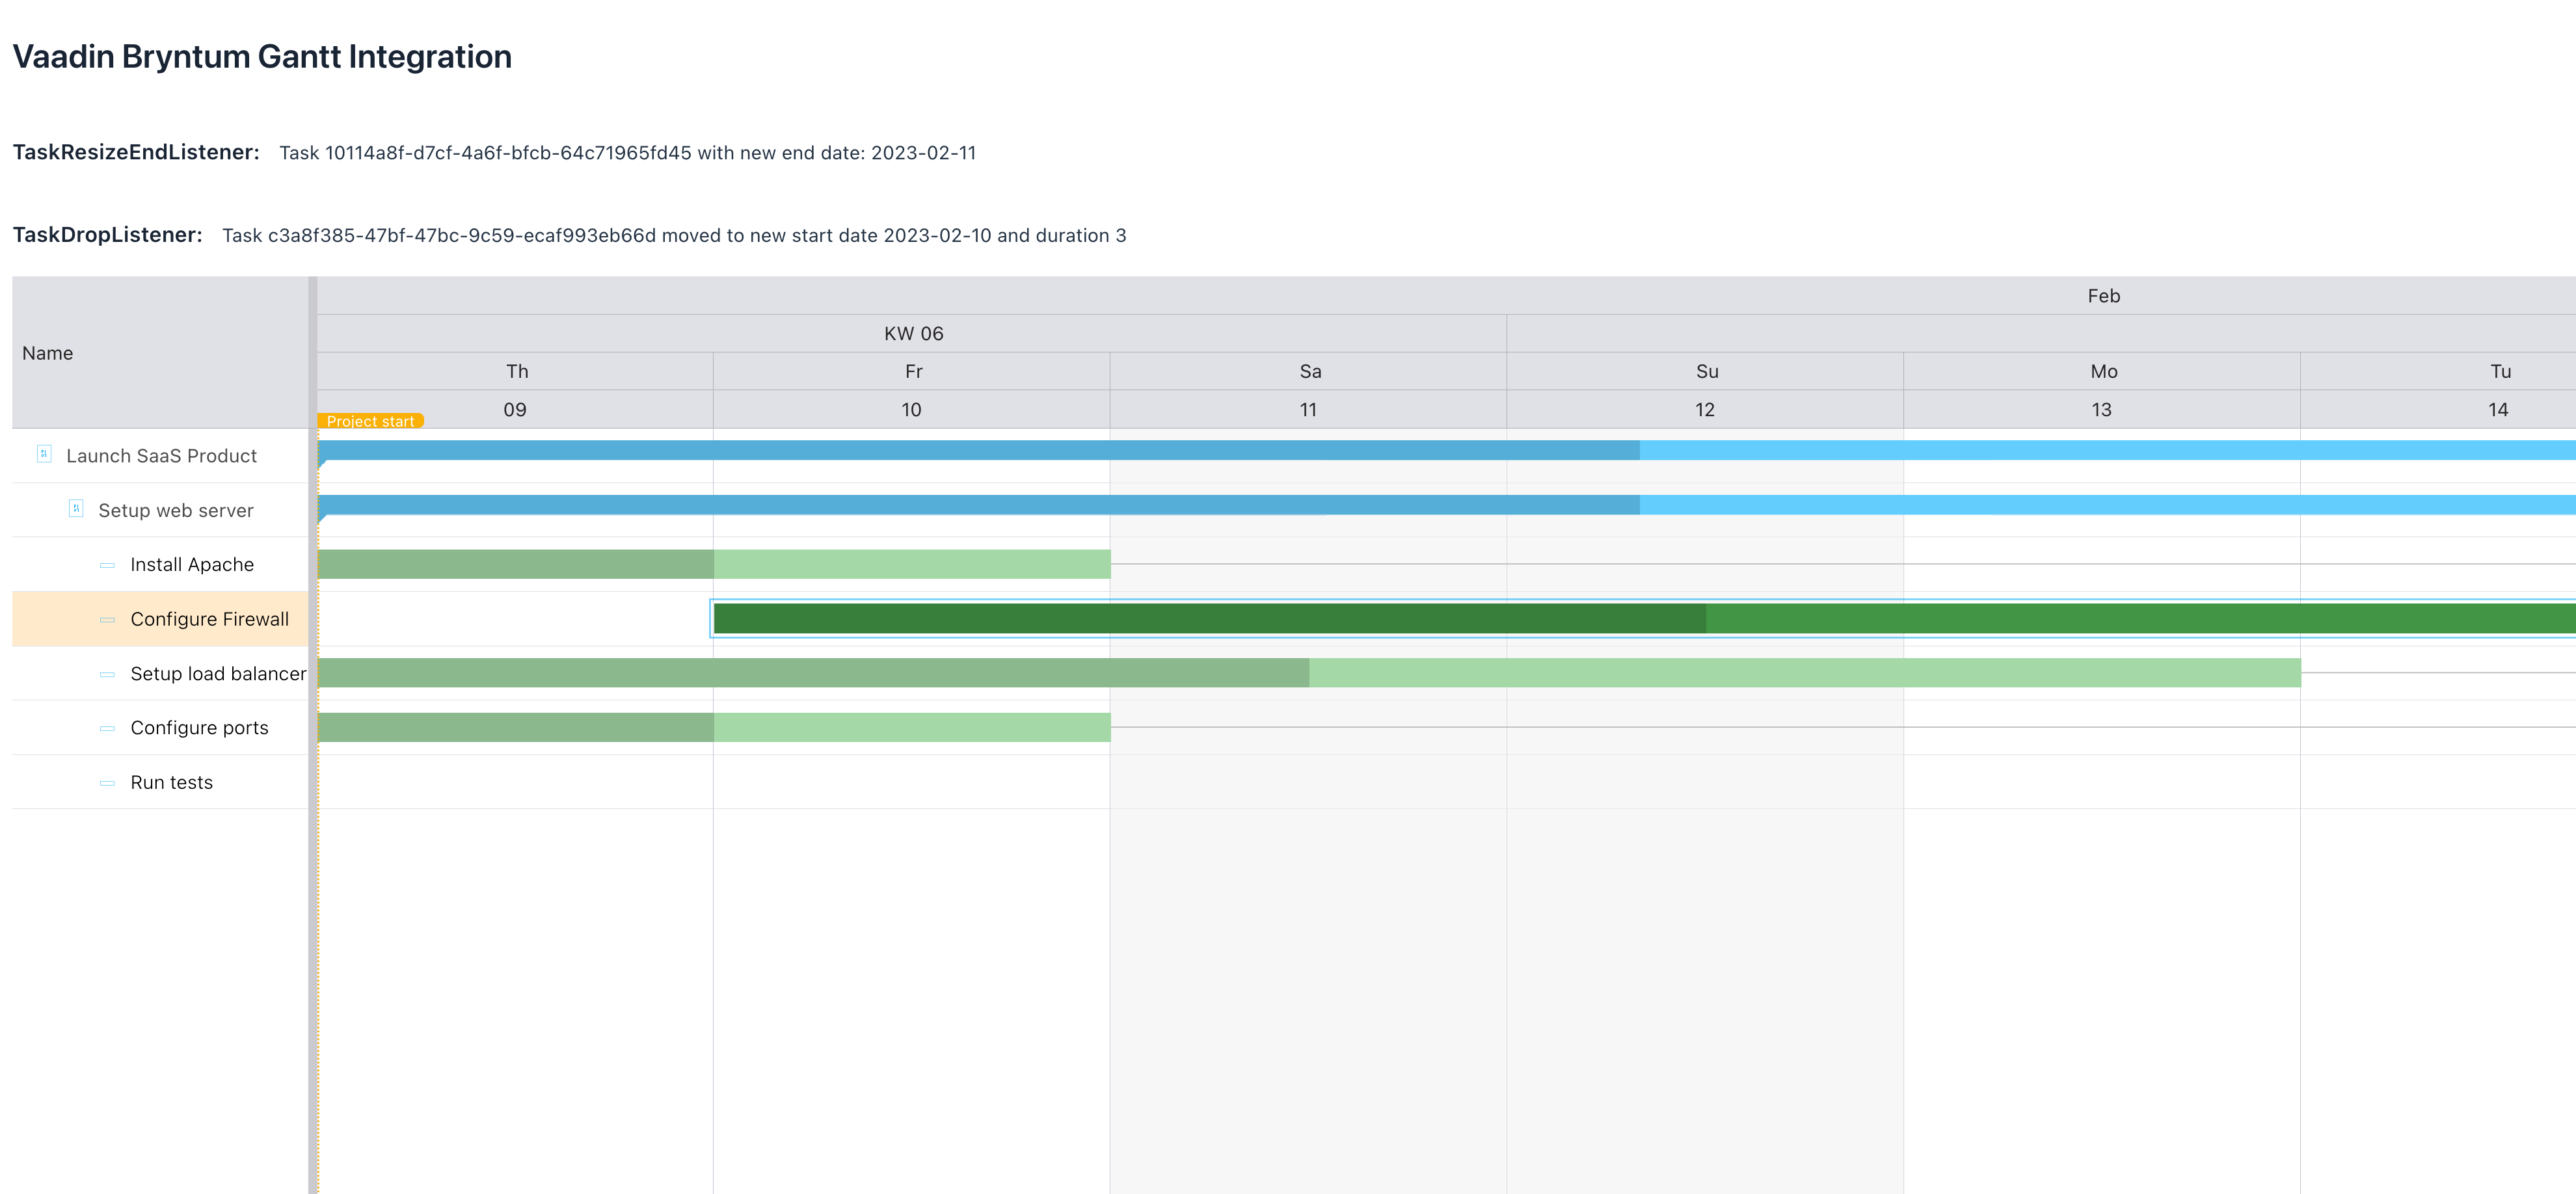 Vaadin Bryntum Gantt Integration
TaskResizeEndListener: Task 10114a8f-d7cf-4a6f-bfcb-64c71965fd45 with new end date: 2023-02-11
TaskDropListener: Task c3a8f385-47bf-47bc-9c59-ecaf993eb66d moved to new start date 2023-02-10 and duration 3
Name
Feb
KW 06
Th Fr Sa Su Mo Tu
09 10 11 12 13 14
Project start
Launch SaaS Product
Setup web server
Install Apache
Configure Firewall
Setup load balancer
Configure ports
Run tests